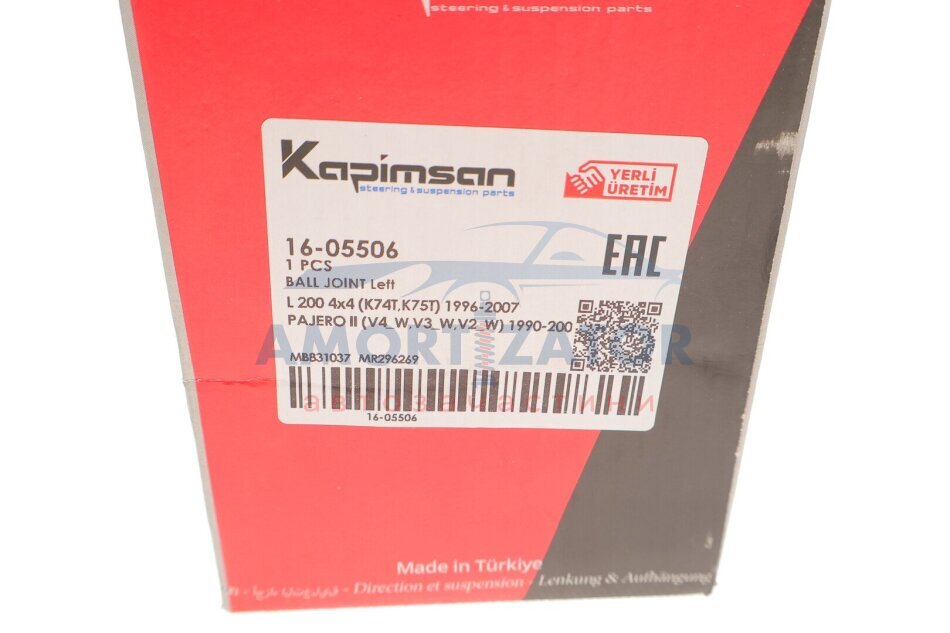 steering & suspension parts
Kapimsan
steering & suspension parts
YERLİ
ÜRETİM
16-05506
1 PCS
BALL JOINT Left
EAC
L 200 4x4 (K74T,K75T) 1996-2007
PAJERO II (V4_W,V3_W,V2_W) 1990-200
AMORTIZATOR
MBB31037 MR296269
автозапчастини
16-05506
Made in Türkiye
- Direction et suspension - Lenkung & Aufhängung